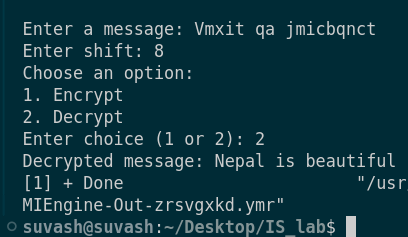 Enter a message: Vmxit qa jmicbqnct
Enter shift: 8
Choose an option:
1. Encrypt
2. Decrypt
Enter choice (1 or 2): 2
Decrypted message: Nepal is beautiful
[1] + Done                       "/usr/
MIEngine-Out-zrsvgxkd.ymr"
suvash@suvash:~/Desktop/IS_lab$